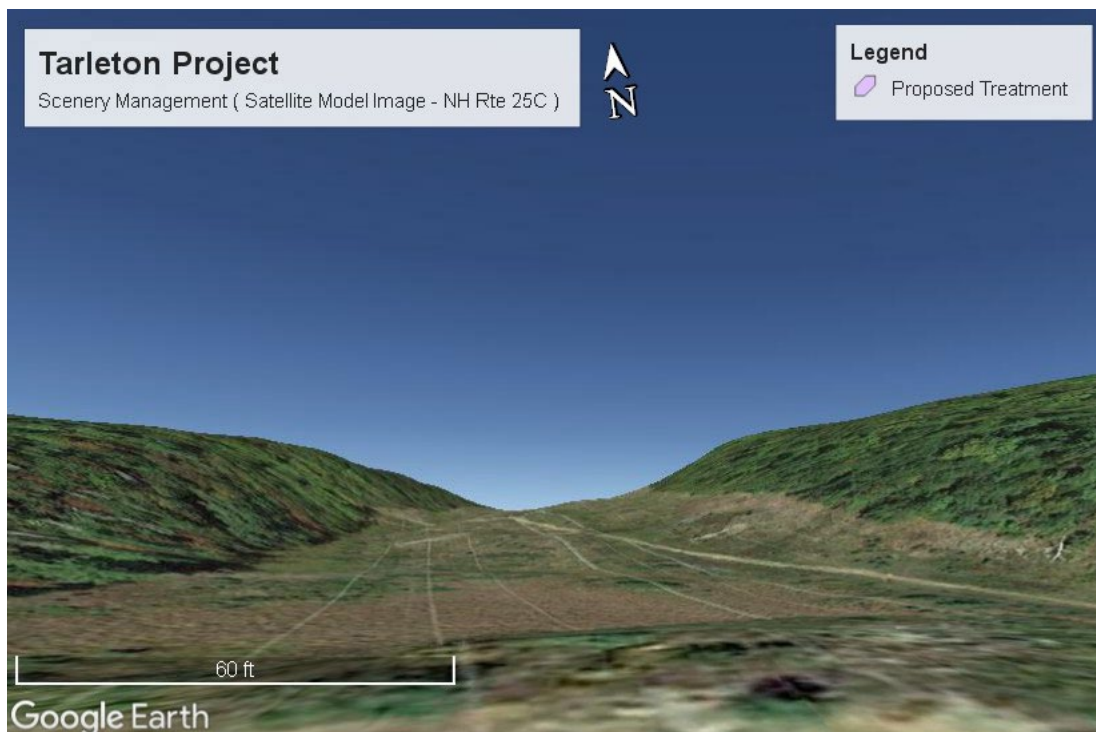 Tarleton Project
Scenery Management ( Satellite Model Image - NH Rte 25C )
N
Legend
Proposed Treatment
60 ft
Google Earth